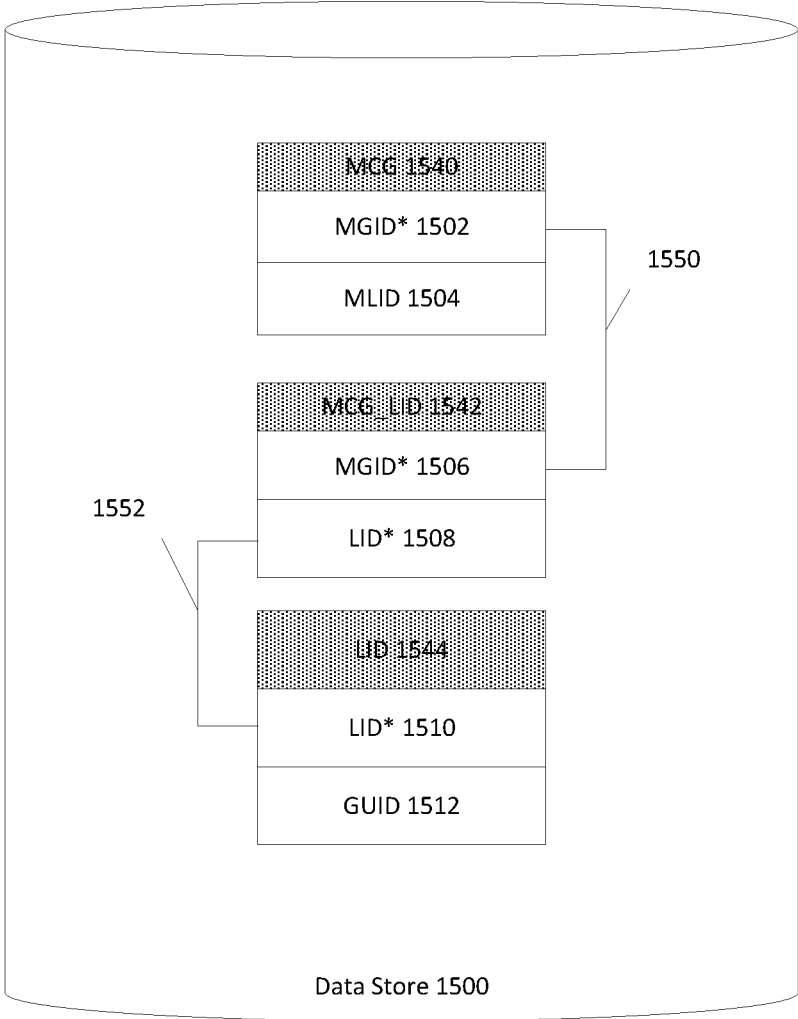 MCG 1540
MGID* 1502
1550
MLID 1504
MCG_LID 1542
MGID* 1506
1552
LID* 1508
LID 1544
LID* 1510
GUID 1512
Data Store 1500